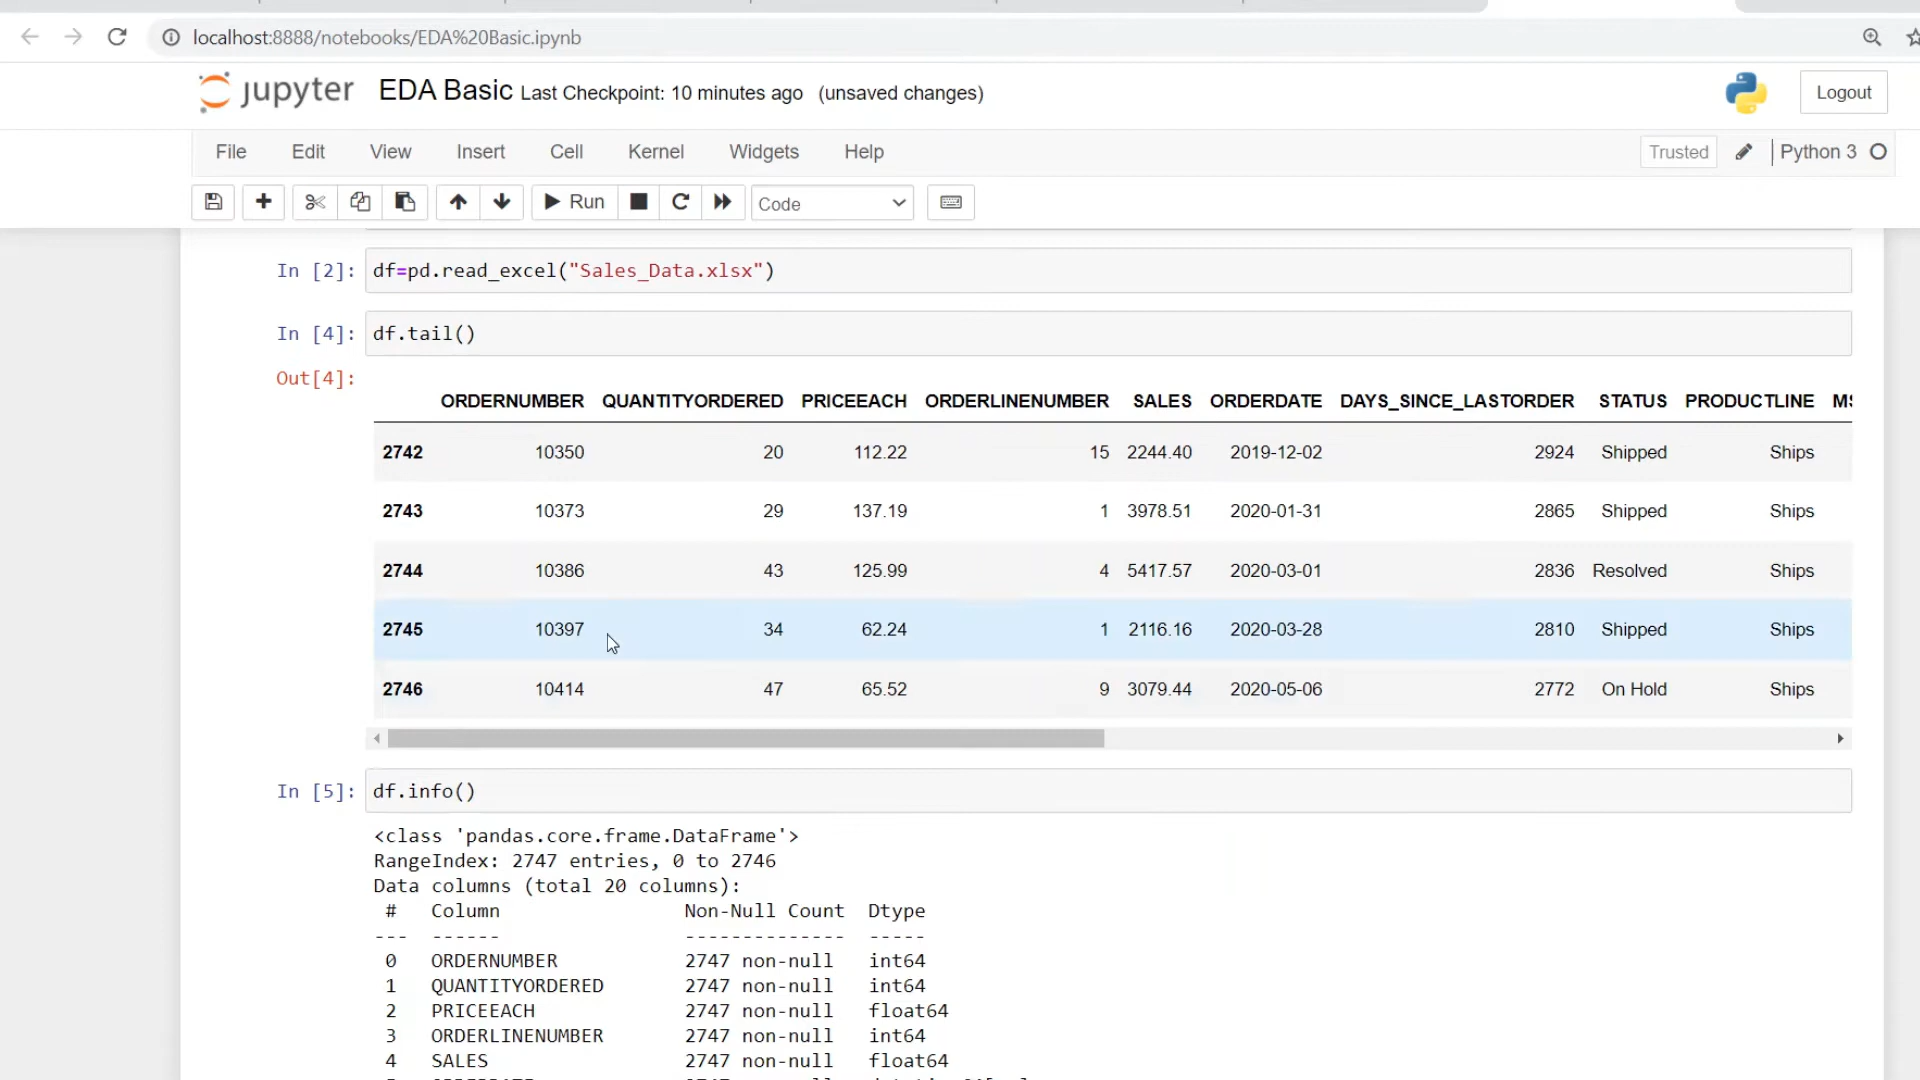 localhost:8888/notebooks/EDA%20Basic.ipynb
jupyter EDA Basic Last Checkpoint: 10 minutes ago (unsaved changes)
Logout
File Edit View Insert Cell Kernel Widgets Help Trusted Python 3
Run Code
In [2]: df=pd.read_excel("Sales_Data.xlsx")
In [4]: df.tail()
Out[4]:
ORDERNUMBER QUANTITYORDERED PRICEEACH ORDERLINENUMBER SALES ORDERDATE DAYS_SINCE_LASTORDER STATUS PRODUCTLINE
2742 10350 20 112.22 15 2244.40 2019-12-02 2924 Shipped Ships
2743 10373 29 137.19 1 3978.51 2020-01-31 2865 Shipped Ships
2744 10386 43 125.99 4 5417.57 2020-03-01 2836 Resolved Ships
2745 10397 34 62.24 1 2116.16 2020-03-28 2810 Shipped Ships
2746 10414 47 65.52 9 3079.44 2020-05-06 2772 On Hold Ships
In [5]: df.info()
<class 'pandas.core.frame.DataFrame'>
RangeIndex: 2747 entries, 0 to 2746
Data columns (total 20 columns):
# Column Non-Null Count Dtype
--- ------ -------------- -----
0 ORDERNUMBER 2747 non-null int64
1 QUANTITYORDERED 2747 non-null int64
2 PRICEEACH 2747 non-null float64
3 ORDERLINENUMBER 2747 non-null int64
4 SALES 2747 non-null float64